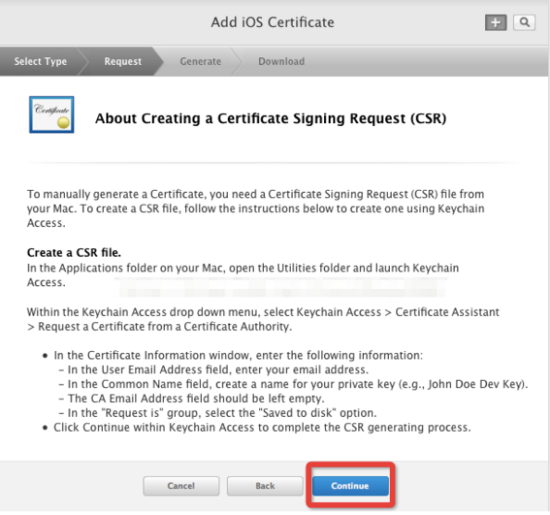 Add iOS Certificate
Select Type Request Generate Download
Certificate
About Creating a Certificate Signing Request (CSR)
To manually generate a Certificate, you need a Certificate Signing Request (CSR) file from
your Mac. To create a CSR file, follow the instructions below to create one using Keychain
Access.
Create a CSR file.
In the Applications folder on your Mac, open the Utilities folder and launch Keychain
Access.
Within the Keychain Access drop down menu, select Keychain Access > Certificate Assistant
> Request a Certificate from a Certificate Authority.
• In the Certificate Information window, enter the following information:
– In the User Email Address field, enter your email address.
– In the Common Name field, create a name for your private key (e.g., John Doe Dev Key).
– The CA Email Address field should be left empty.
– In the "Request is" group, select the "Saved to disk" option.
• Click Continue within Keychain Access to complete the CSR generating process.
Cancel Back Continue